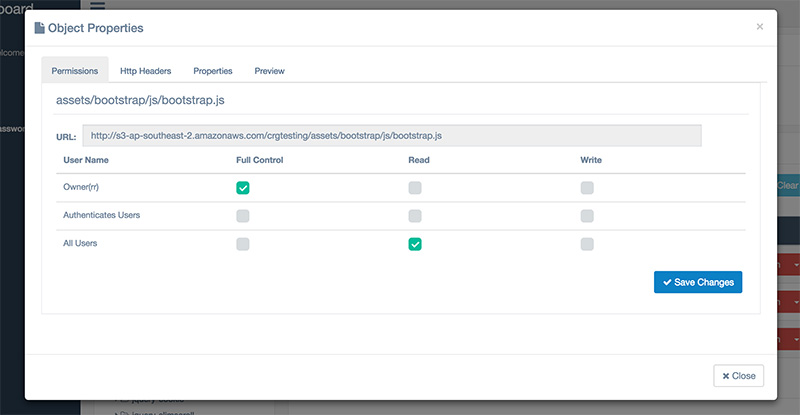 board
Object Properties
×
elcome
Permissions Http Headers Properties Preview
assets/bootstrap/js/bootstrap.js
URL: http://s3-ap-southeast-2.amazonaws.com/crgtesting/assets/bootstrap/js/bootstrap.js
User Name Full Control Read Write
Owner(rr)
Clear
Authenticates Users
All Users
Save Changes
Close